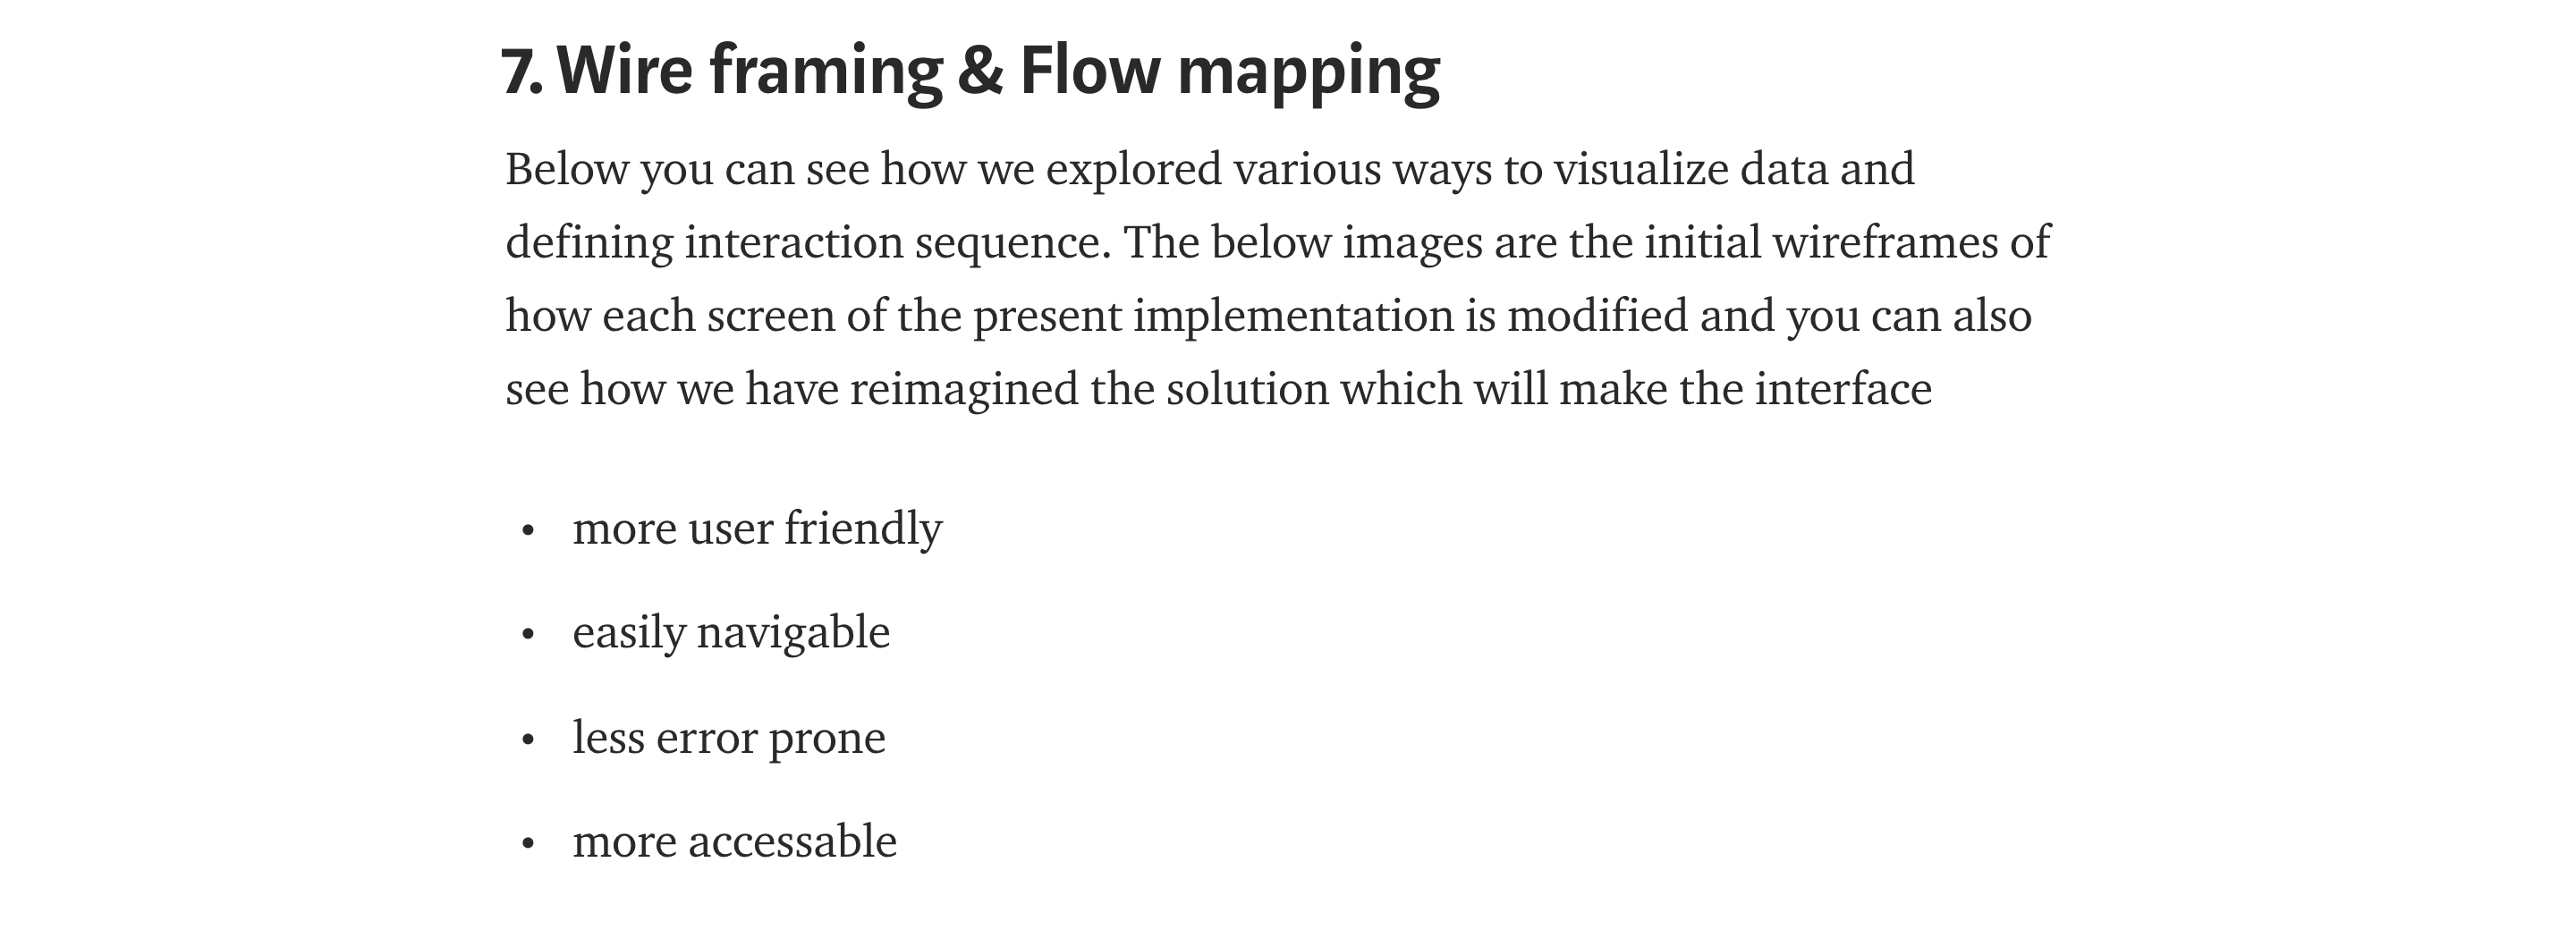 7. Wire framing & Flow mapping
Below you can see how we explored various ways to visualize data and
defining interaction sequence. The below images are the initial wireframes of
how each screen of the present implementation is modified and you can also
see how we have reimagined the solution which will make the interface
• more user friendly
• easily navigable
• less error prone
• more accessable